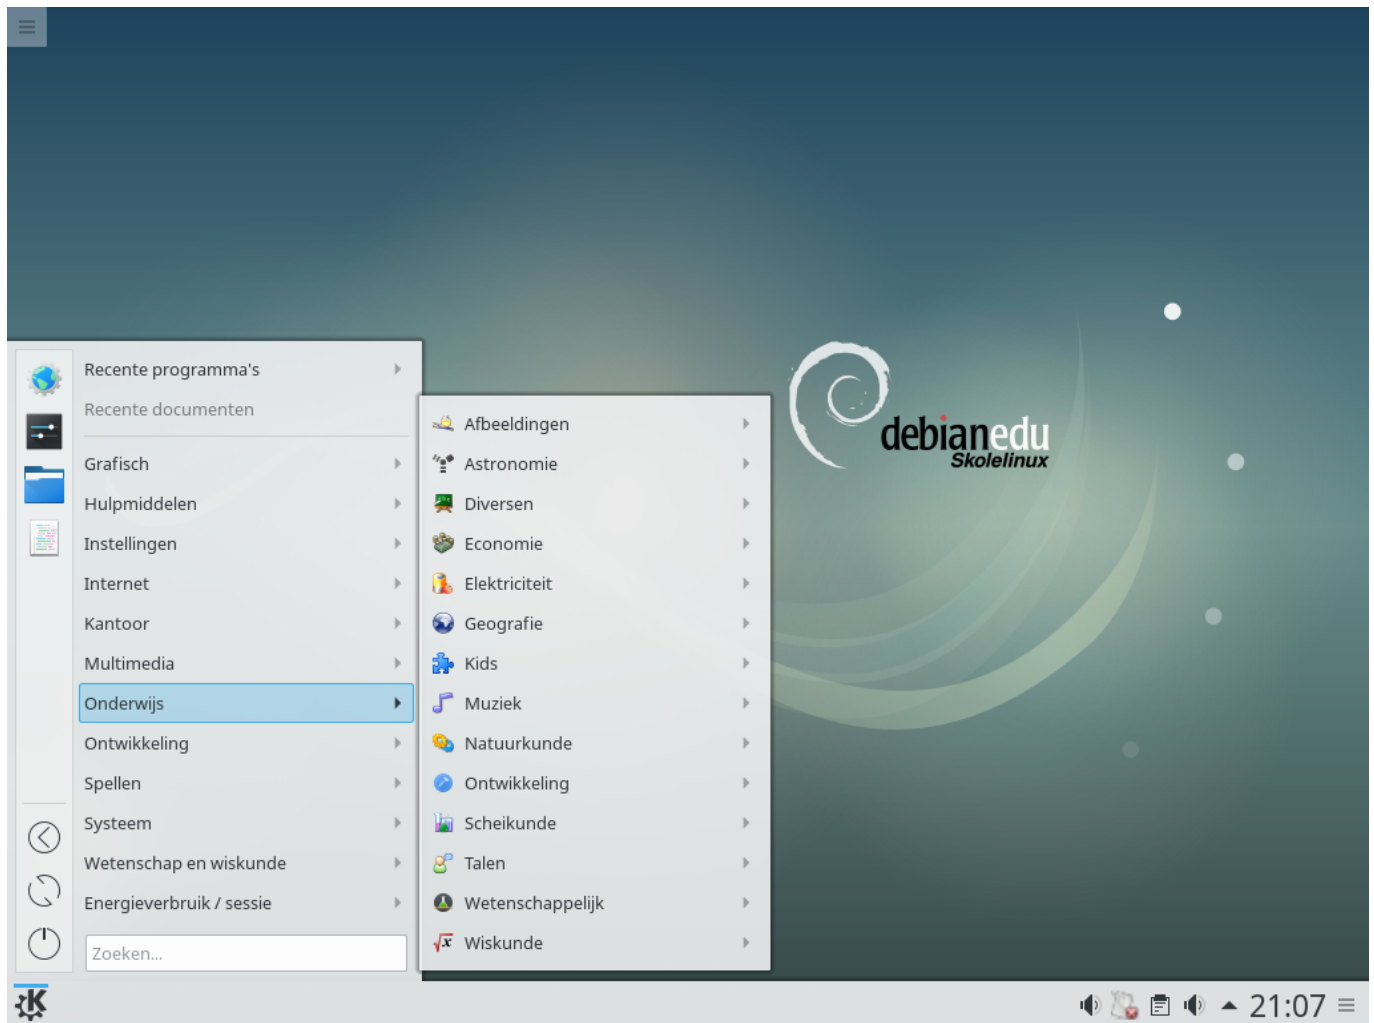 Recente programma's
Recente documenten
Grafisch
Hulpmiddelen
Instellingen
Internet
Kantoor
Multimedia
Onderwijs
Ontwikkeling
Spellen
Systeem
Wetenschap en wiskunde
Energieverbruik / sessie
Zoeken...
Afbeeldingen
Astronomie
Diversen
Economie
Elektriciteit
Geografie
Kids
Muziek
Natuurkunde
Ontwikkeling
Scheikunde
Talen
Wetenschappelijk
Wiskunde
debianedu
Skolelinux
21:07